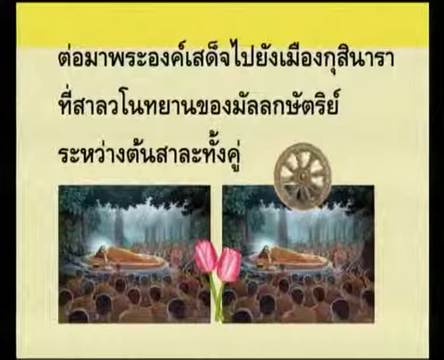 ต่อมาพระองค์เสด็จไปยังเมืองกุสินารา
ที่สาลวโนทยานของมัลลกษัตริย์
ระหว่างต้นสาละทั้งคู่